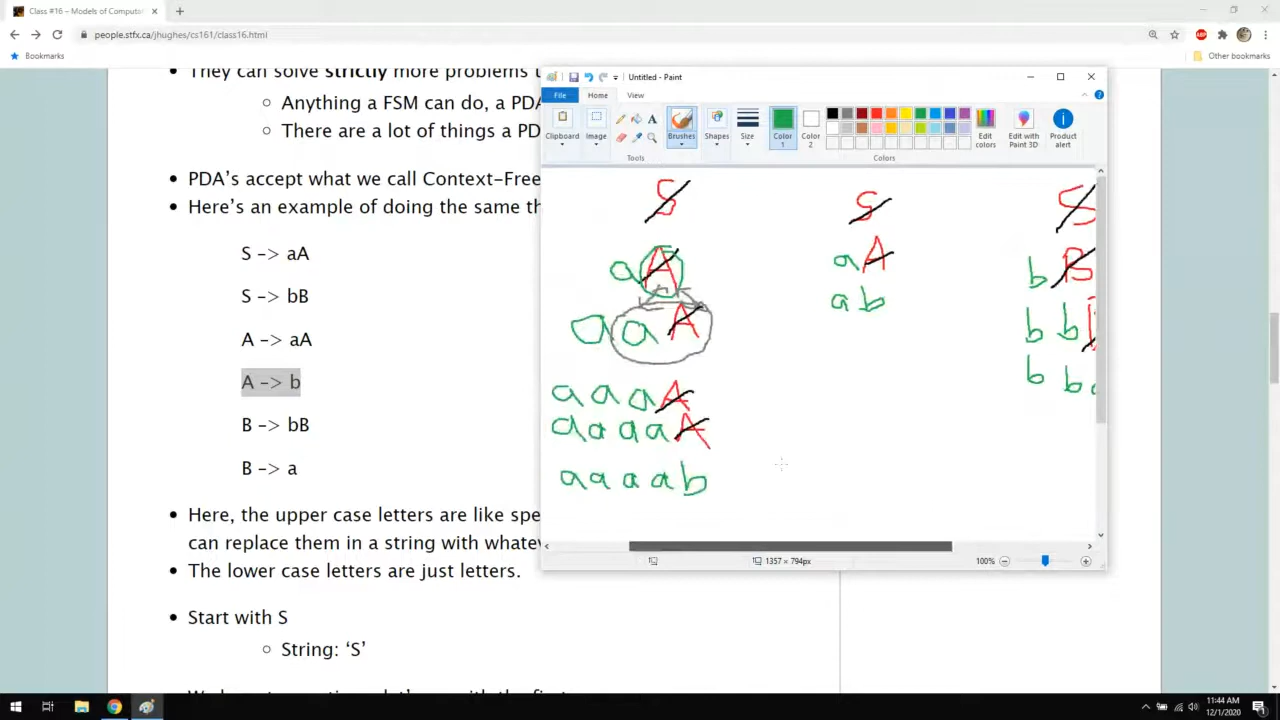 Class #16 – Models of Computa
people.stfx.ca/jhughes/cs161/class16.html
Bookmarks
Other bookmarks
They can solve strictly more problems t
Anything a FSM can do, a PDA
There are a lot of things a PD
PDA's accept what we call Context-Free
Here's an example of doing the same th
S –> aA
S –> bB
A –> aA
A –> b
B –> bB
B –> a
Here, the upper case letters are like spe
can replace them in a string with whatev
The lower case letters are just letters.
Start with S
String: 'S'
Untitled - Paint
File
Home
View
Clipboard
Image
Tools
Brushes
Shapes
Size
Color 1
Color 2
Edit colors
Edit with Paint 3D
Product alert
Colors
S
aA
aaA
aaaA
aaaaA
aaaab
S
aA
ab
S
bB
bb
bb
1357 × 794px
100%
11:44 AM
12/1/2020